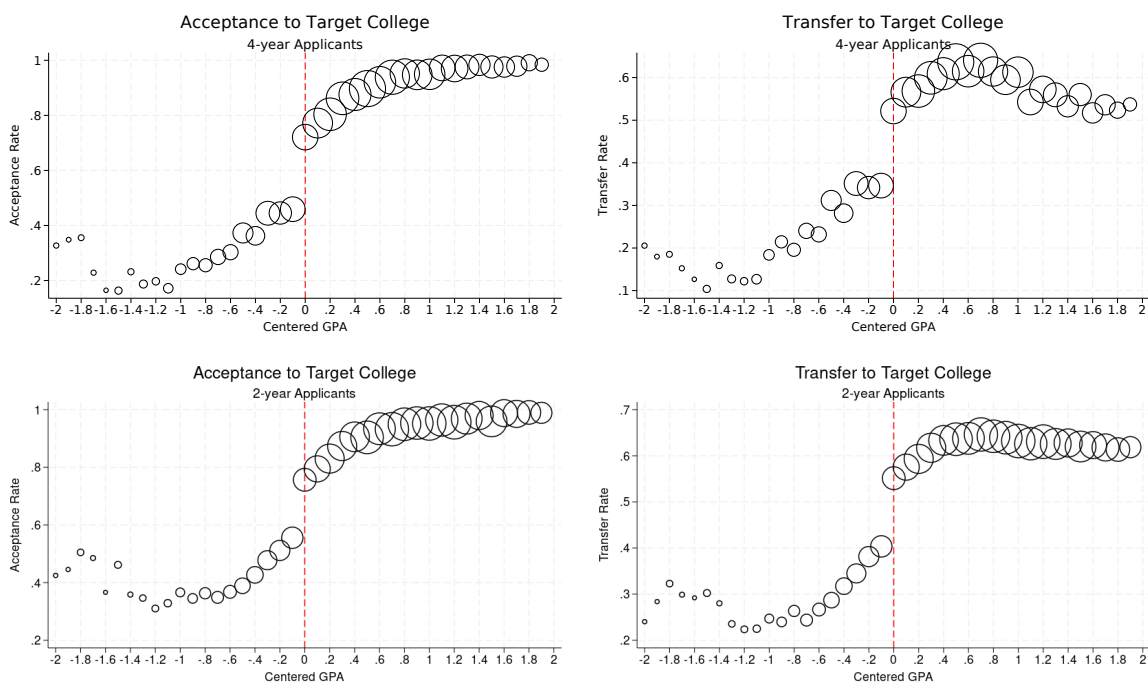 Acceptance to Target College
4-year Applicants
Acceptance Rate
1
.8
.6
.4
.2
-2 -1.8 -1.6 -1.4 -1.2 -1 -.8 -.6 -.4 -.2 0 .2 .4 .6 .8 1 1.2 1.4 1.6 1.8 2
Centered GPA
Transfer to Target College
4-year Applicants
Transfer Rate
.6
.5
.4
.3
.2
.1
-2 -1.8 -1.6 -1.4 -1.2 -1 -.8 -.6 -.4 -.2 0 .2 .4 .6 .8 1 1.2 1.4 1.6 1.8 2
Centered GPA
Acceptance to Target College
2-year Applicants
Acceptance Rate
1
.8
.6
.4
.2
-2 -1.8 -1.6 -1.4 -1.2 -1 -.8 -.6 -.4 -.2 0 .2 .4 .6 .8 1 1.2 1.4 1.6 1.8 2
Centered GPA
Transfer to Target College
2-year Applicants
Transfer Rate
.7
.6
.5
.4
.3
.2
-2 -1.8 -1.6 -1.4 -1.2 -1 -.8 -.6 -.4 -.2 0 .2 .4 .6 .8 1 1.2 1.4 1.6 1.8 2
Centered GPA